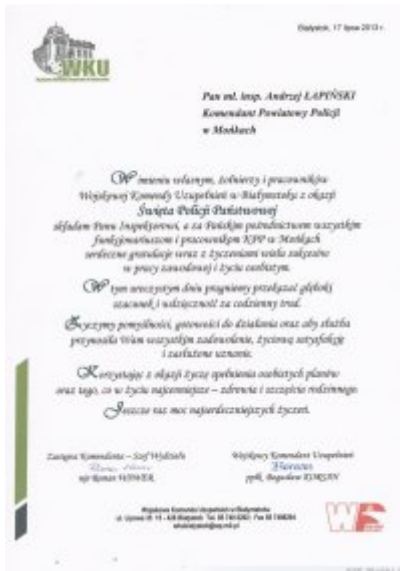 Białystok, 17 lipca 2013 r.
WKU
Pan mł. insp. Andrzej ŁAPIŃSKI
Komendant Powiatowy Policji
w Mońkach
W imieniu własnym, żołnierzy i pracowników
Wojskowej Komendy Uzupełnień w Białymstoku z okazji
Święta Policji Państwowej
składam Panu Inspektorowi, a za Pańskim pośrednictwem wszystkim
funkcjonariuszom i pracownikom KPP w Mońkach
serdeczne gratulacje wraz z życzeniami wielu sukcesów
w pracy zawodowej i życiu osobistym.
W tym uroczystym dniu pragniemy przekazać głęboki
szacunek i wdzięczność za codzienny trud.
Życzymy pomyślności, gotowości do działania oraz aby służba
przynosiła Wam wszystkim zadowolenie, życiową satysfakcję
i zasłużone uznanie.
Korzystając z okazji życzę spełnienia osobistych planów
oraz tego, co w życiu najcenniejsze – zdrowia i szczęścia rodzinnego.
Jeszcze raz moc najserdeczniejszych życzeń.
Zastępca Komendanta – Szef Wydziału
mjr Roman
Wojskowy Komendant Uzupełnień
ppłk. Bogusław
Wojskowa Komenda Uzupełnień w Białymstoku